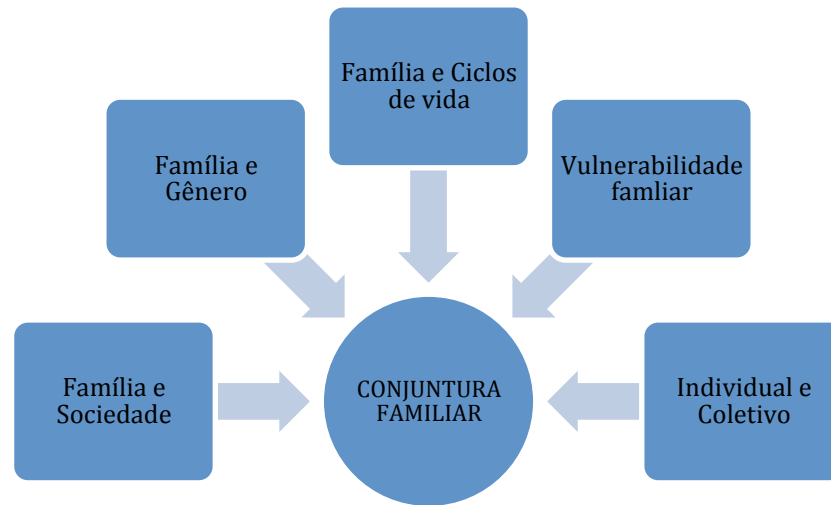 Família e Ciclos
de vida
Família e
Gênero
Vulnerabilidade
famliar
Família e
Sociedade
CONJUNTURA
FAMILIAR
Individual e
Coletivo